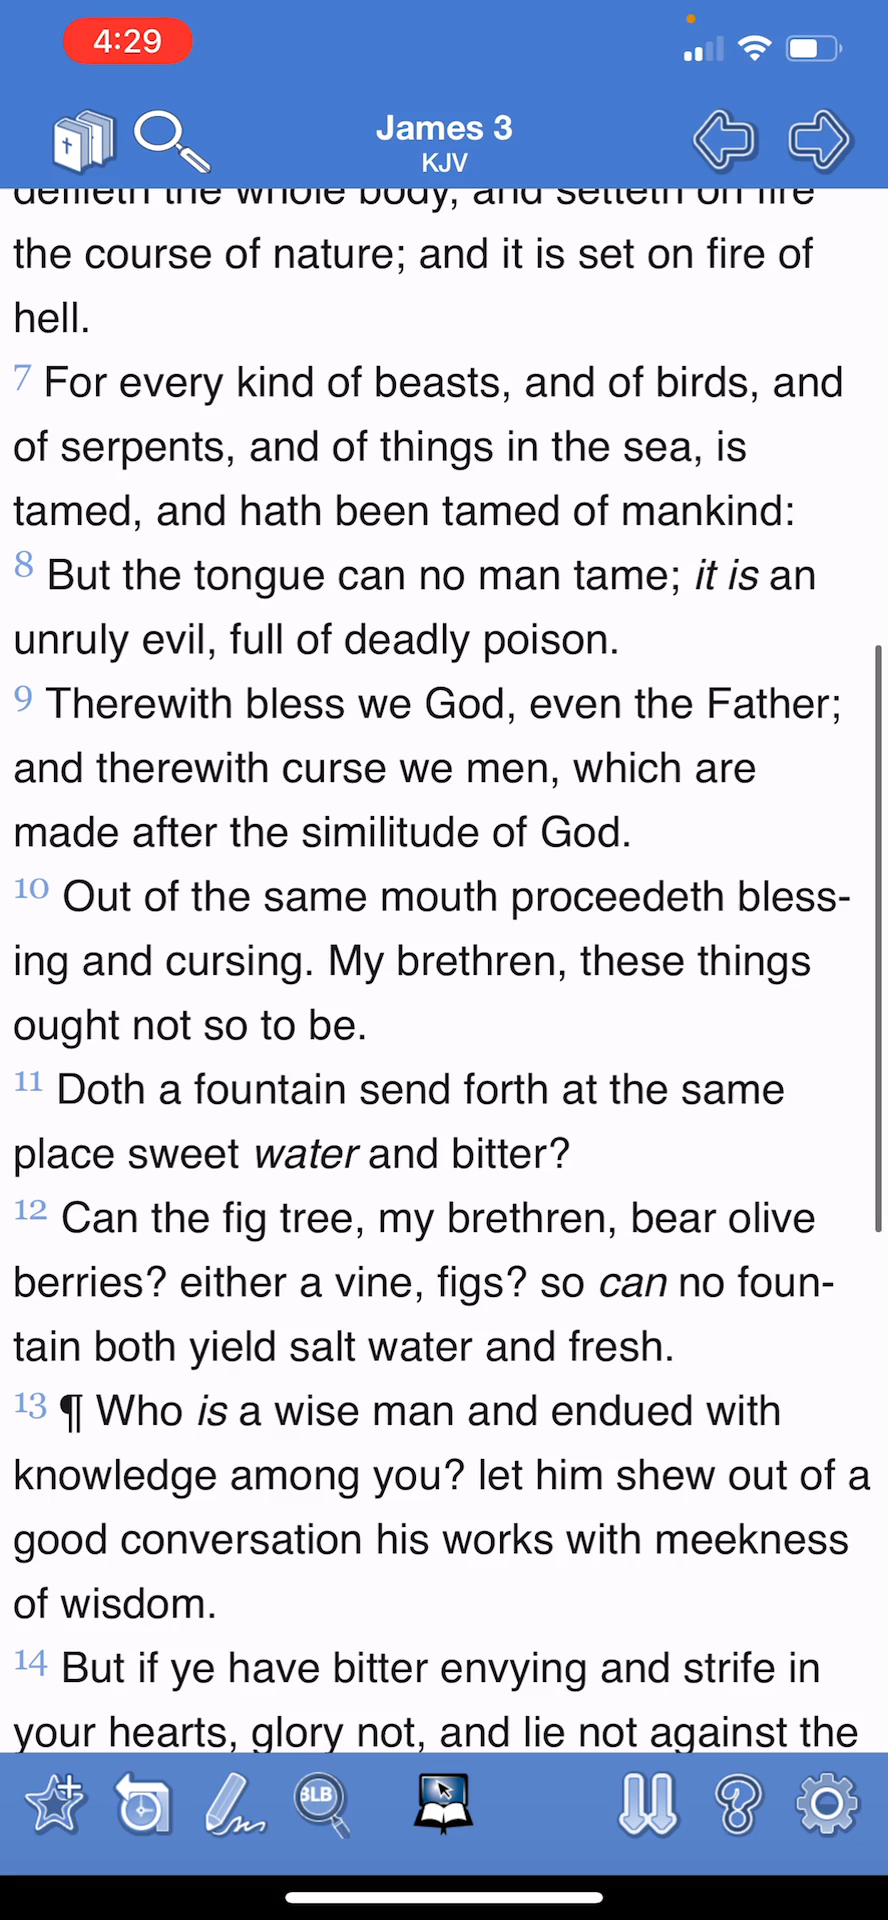 4:29
James 3
KJV
defileth the whole body, and setteth on fire
the course of nature; and it is set on fire of
hell.
7 For every kind of beasts, and of birds, and
of serpents, and of things in the sea, is
tamed, and hath been tamed of mankind:
8 But the tongue can no man tame; it is an
unruly evil, full of deadly poison.
9 Therewith bless we God, even the Father;
and therewith curse we men, which are
made after the similitude of God.
10 Out of the same mouth proceedeth bless-
ing and cursing. My brethren, these things
ought not so to be.
11 Doth a fountain send forth at the same
place sweet water and bitter?
12 Can the fig tree, my brethren, bear olive
berries? either a vine, figs? so can no foun-
tain both yield salt water and fresh.
13 ¶ Who is a wise man and endued with
knowledge among you? let him shew out of a
good conversation his works with meekness
of wisdom.
14 But if ye have bitter envying and strife in
your hearts, glory not, and lie not against the
BLB